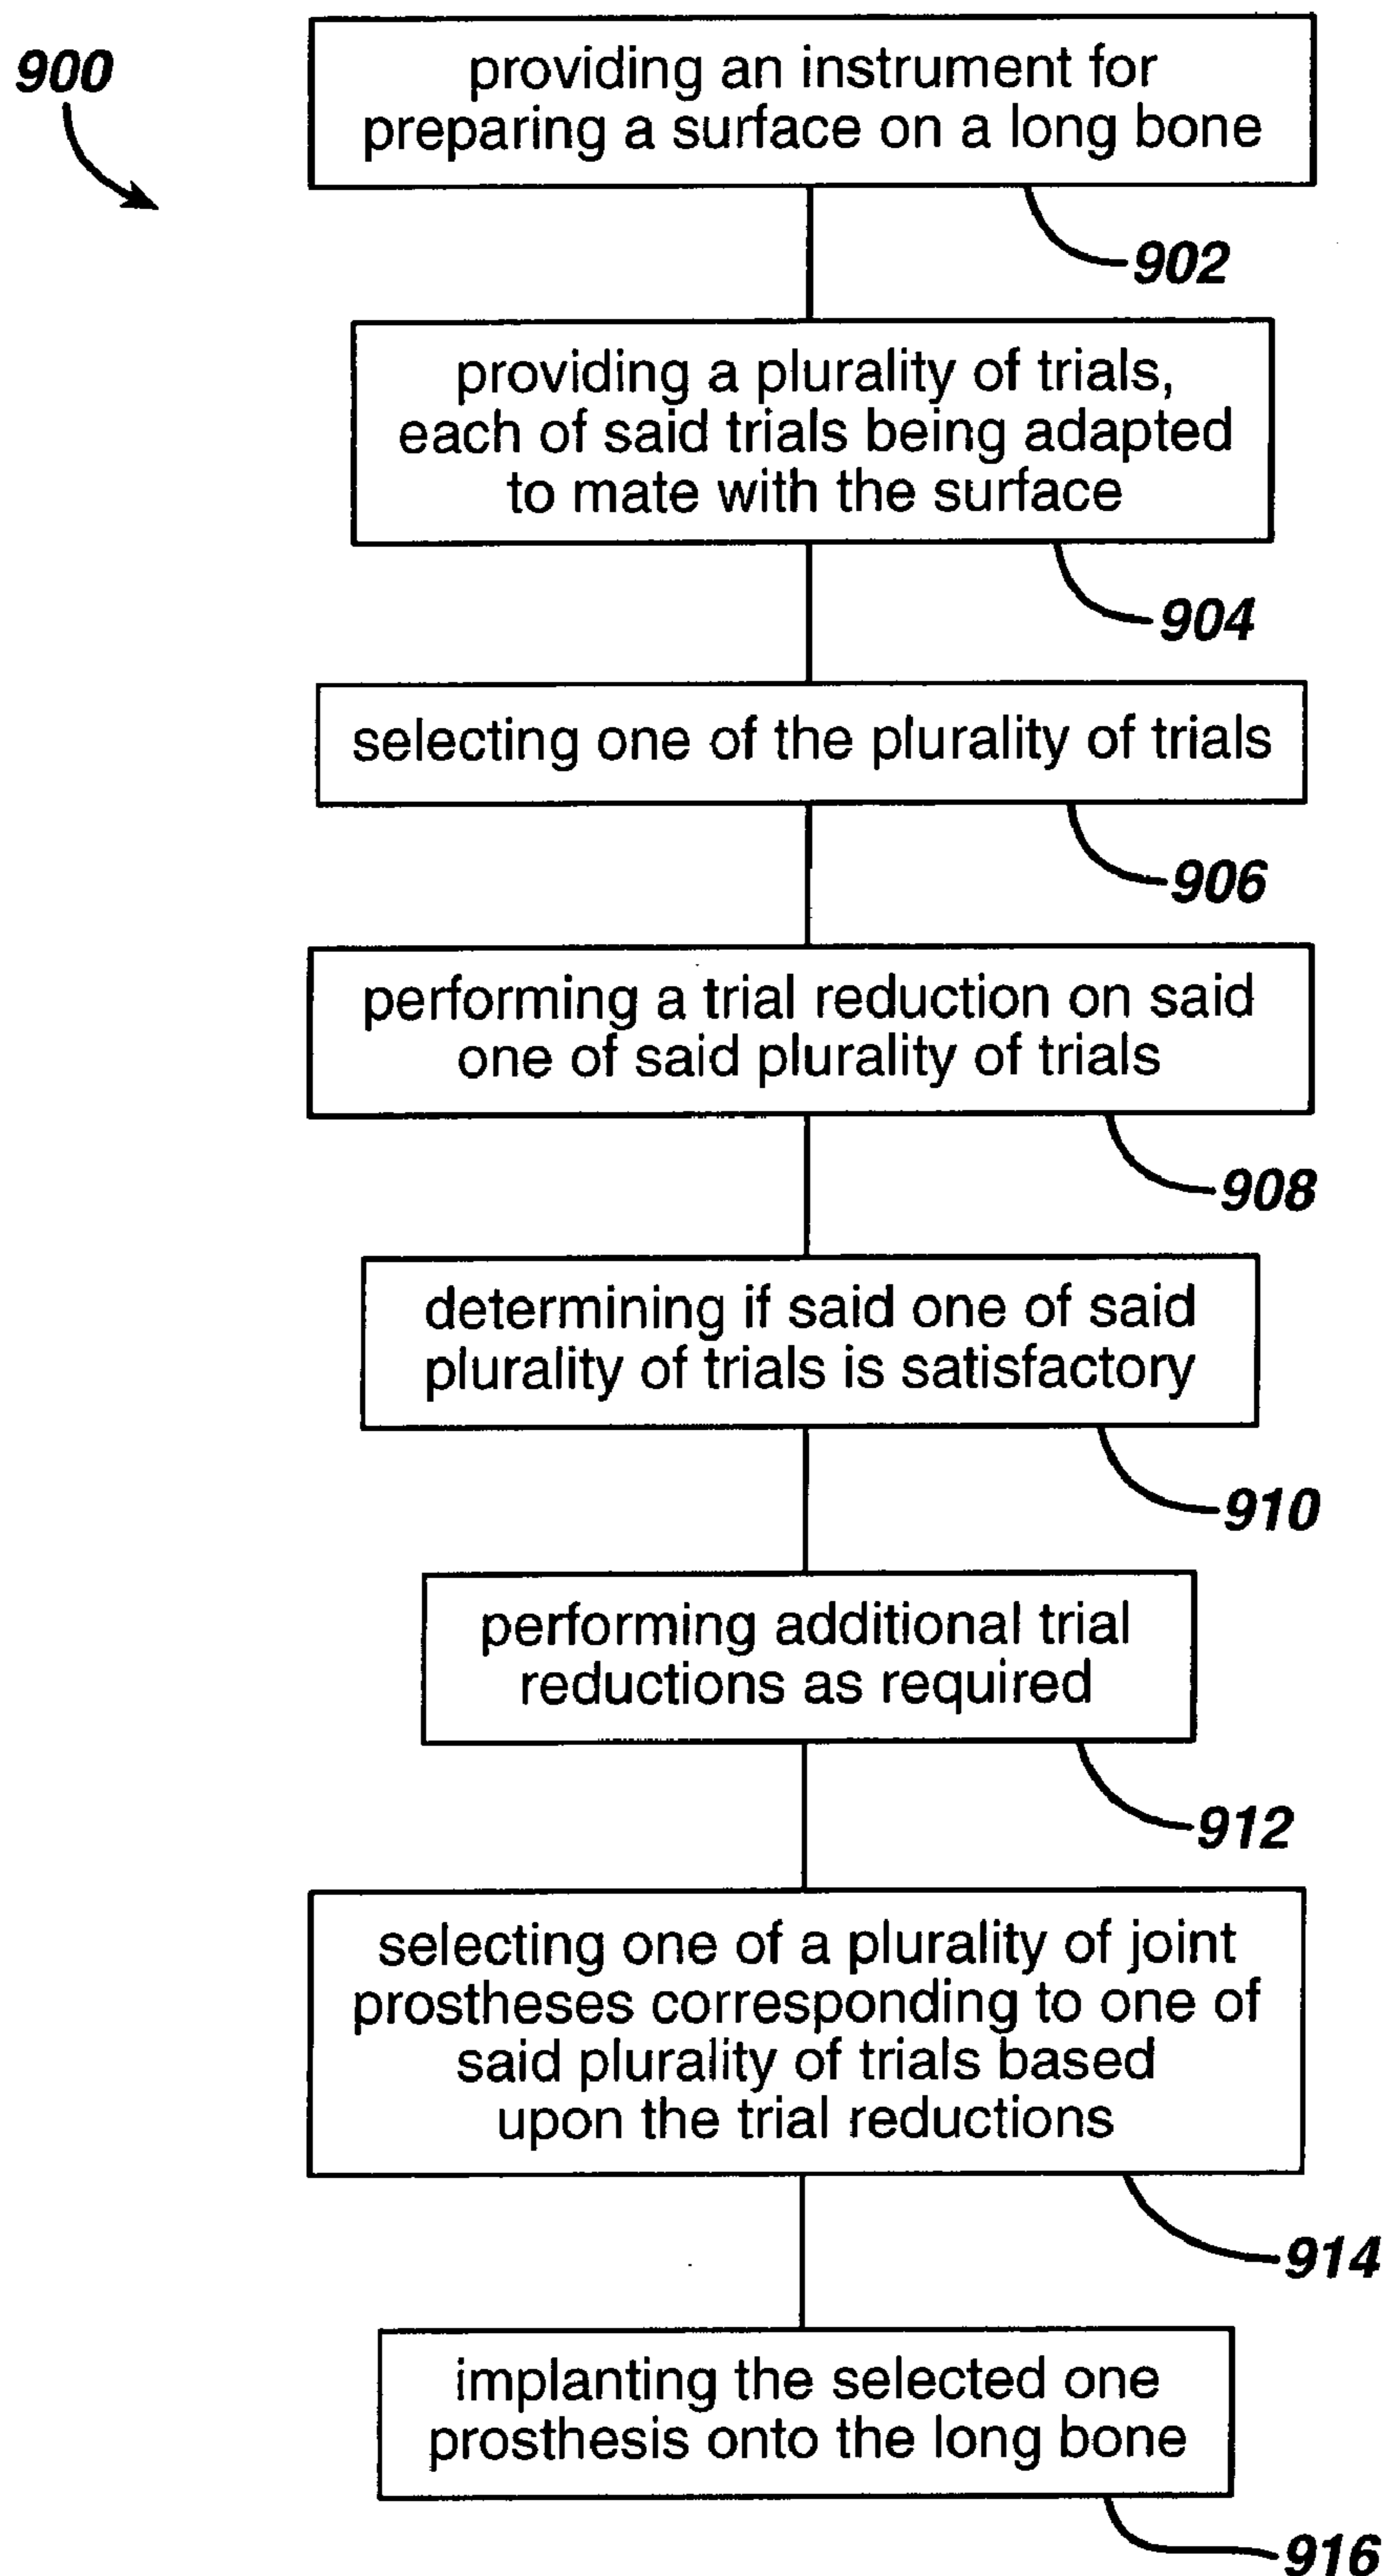 900
providing an instrument for
preparing a surface on a long bone
902
providing a plurality of trials,
each of said trials being adapted
to mate with the surface
904
selecting one of the plurality of trials
906
performing a trial reduction on said
one of said plurality of trials
908
determining if said one of said
plurality of trials is satisfactory
910
performing additional trial
reductions as required
912
selecting one of a plurality of joint
prostheses corresponding to one of
said plurality of trials based
upon the trial reductions
914
implanting the selected one
prosthesis onto the long bone
916